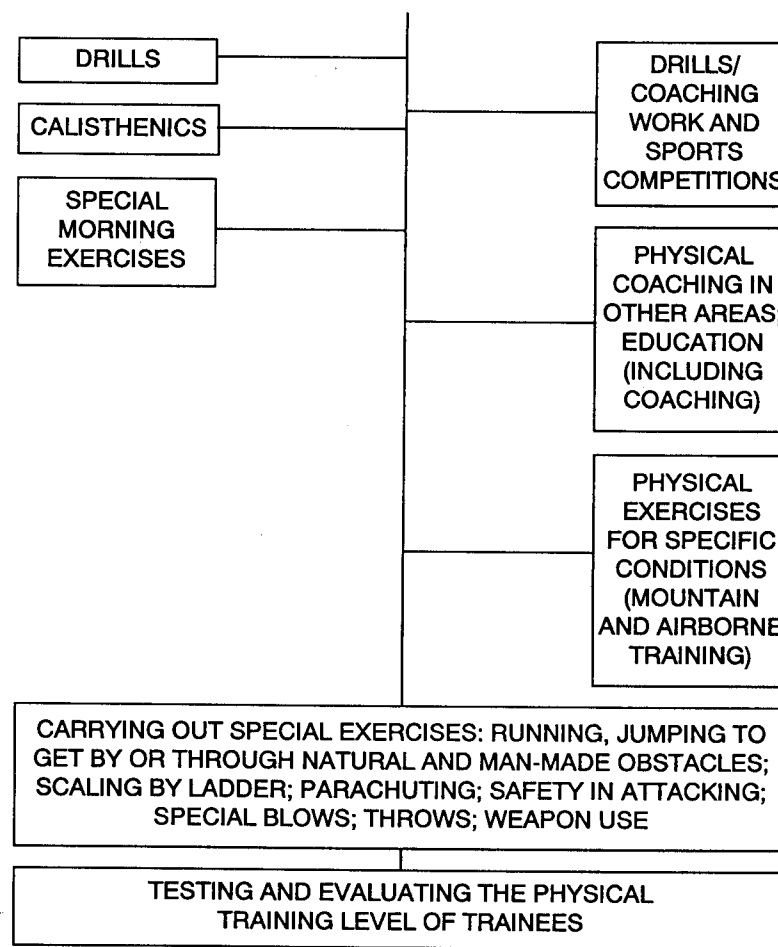 DRILLS
CALISTHENICS
SPECIAL
MORNING
EXERCISES
DRILLS/
COACHING
WORK AND
SPORTS
COMPETITIONS
PHYSICAL
COACHING IN
OTHER AREAS;
EDUCATION
(INCLUDING
COACHING)
PHYSICAL
EXERCISES
FOR SPECIFIC
CONDITIONS
(MOUNTAIN
AND AIRBORNE
TRAINING)
CARRYING OUT SPECIAL EXERCISES: RUNNING, JUMPING TO
GET BY OR THROUGH NATURAL AND MAN-MADE OBSTACLES;
SCALING BY LADDER; PARACHUTING; SAFETY IN ATTACKING;
SPECIAL BLOWS; THROWS; WEAPON USE
TESTING AND EVALUATING THE PHYSICAL
TRAINING LEVEL OF TRAINEES